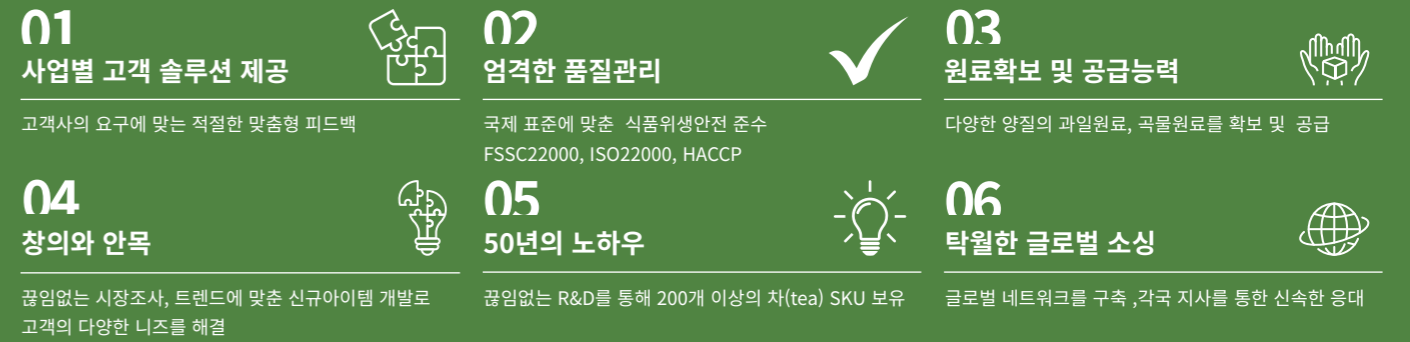 01
사업별 고객 솔루션 제공
고객사의 요구에 맞는 적절한 맞춤형 피드백
02
엄격한 품질관리
국제 표준에 맞춘 식품위생안전 준수
FSSC22000, ISO22000, HACCP
03
원료확보 및 공급능력
다양한 양질의 과일원료, 곡물원료를 확보 및 공급
04
창의와 안목
끊임없는 시장조사, 트렌드에 맞춘 신규아이템 개발로
고객의 다양한 니즈를 해결
05
50년의 노하우
끊임없는 R&D를 통해 200개 이상의 차(tea) SKU 보유
06
탁월한 글로벌 소싱
글로벌 네트워크를 구축 ,각국 지사를 통한 신속한 응대